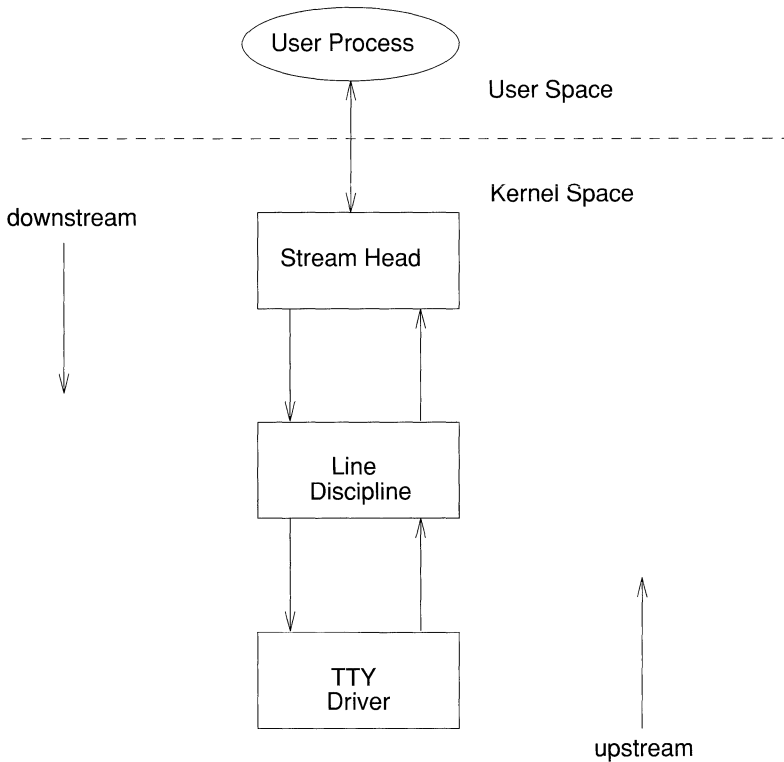 User Process
User Space
Kernel Space
downstream
Stream Head
Line
Discipline
TTY
Driver
upstream